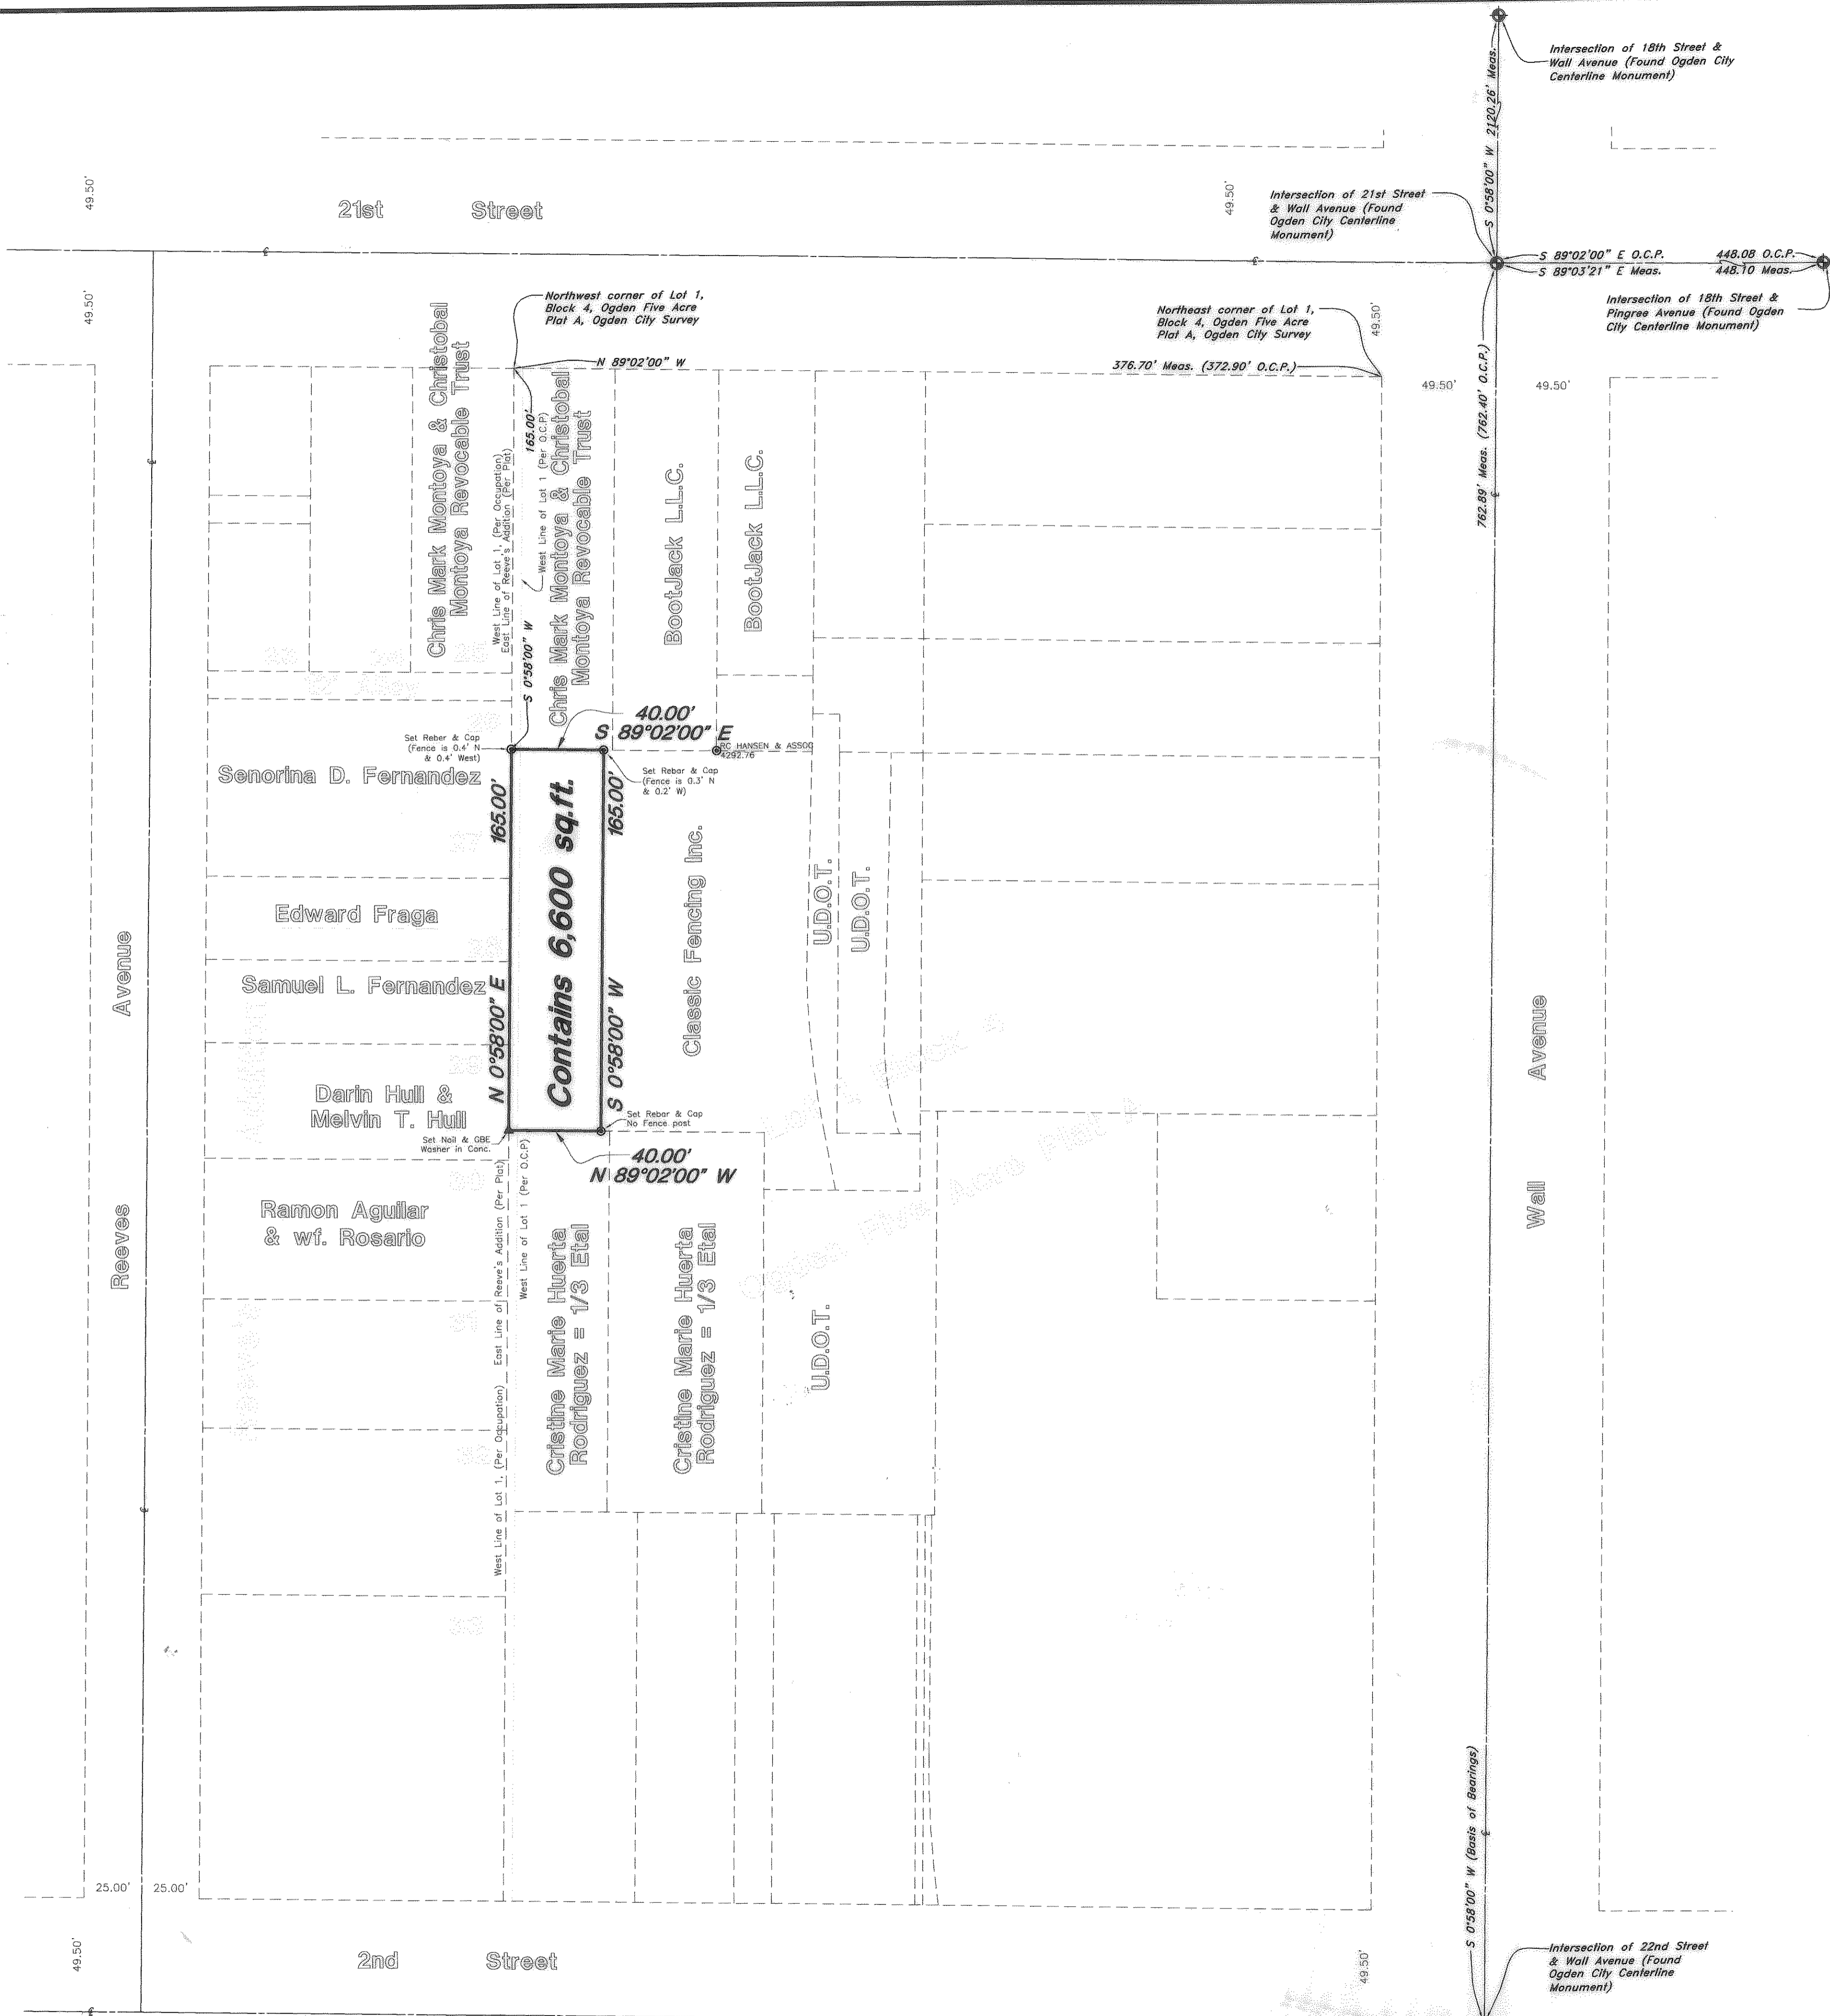 Intersection of 18th Street &
Wall Avenue (Found Ogden City
Centerline Monument)
S 0°58'00" W 2120.26' Meas.
49.50'
21st Street
49.50'
Intersection of 21st Street
& Wall Avenue (Found
Ogden City Centerline
Monument)
S 89°02'00" E O.C.P. 448.08 O.C.P.
S 89°03'21" E Meas. 448.10 Meas.
Intersection of 18th Street &
Pingree Avenue (Found Ogden
City Centerline Monument)
49.50'
Northwest corner of Lot 1,
Block 4, Ogden Five Acre
Plat A, Ogden City Survey
Northeast corner of Lot 1,
Block 4, Ogden Five Acre
Plat A, Ogden City Survey
49.50'
N 89°02'00" W
376.70' Meas. (372.90' O.C.P.)
49.50'
49.50'
762.89' Meas. (762.40' O.C.P.)
Chris Mark Montoya & Christobal
Montoya Revocable Trust
West Line of Lot 1, (Per Occupation)
East Line of Reeve's Addition (Per Plat)
165.00'
S 0°58'00" W
West Line of Lot 1 (Per O.C.P)
Chris Mark Montoya & Christobal
Montoya Revocable Trust
BootJack L.L.C.
BootJack L.L.C.
40.00'
S 89°02'00" E
Set Reber & Cap
(Fence is 0.4' N
& 0.4' West)
RC HANSEN & ASSOC
4292.76
Set Rebar & Cap
(Fence is 0.3' N
& 0.2' W)
Senorina D. Fernandez
165.00'
N 0°58'00" E
Contains 6,600 sq.ft.
165.00'
S 0°58'00" W
Classic Fencing Inc.
U.D.O.T.
U.D.O.T.
Edward Fraga
Samuel L. Fernandez
Darin Hull &
Melvin T. Hull
Set Nail & GBE
Washer in Conc.
Set Rebar & Cap
No Fence post
40.00'
N 89°02'00" W
Ogden Five Acre Plat A
Ramon Aguilar
& wf. Rosario
West Line of Lot 1, (Per Occupation)
East Line of Reeve's Addition (Per Plat)
West Line of Lot 1 (Per O.C.P)
Cristine Marie Huerta
Rodriguez = 1/3 Etal
Cristine Marie Huerta
Rodriguez = 1/3 Etal
U.D.O.T.
30
31
32
33
Reeves Avenue
Wall Avenue
25.00'
25.00'
49.50'
2nd Street
49.50'
S 0°58'00" W (Basis of Bearings)
Intersection of 22nd Street
& Wall Avenue (Found
Ogden City Centerline
Monument)